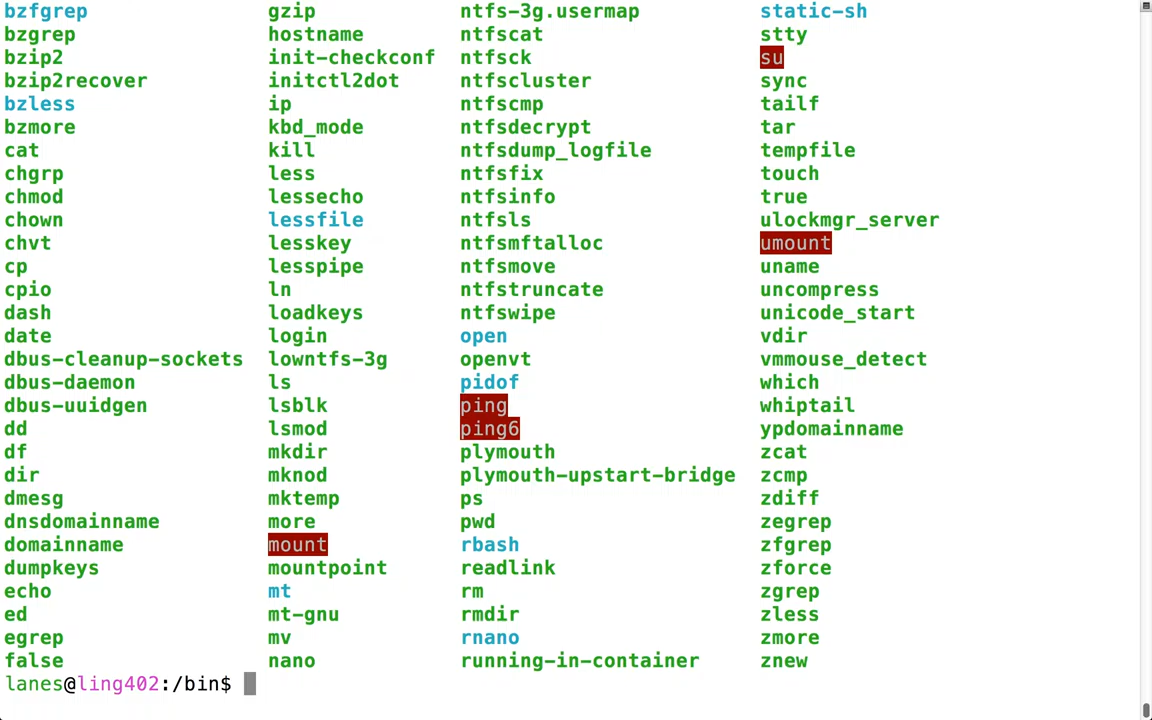 bzfgrep gzip ntfs-3g.usermap static-sh
bzgrep hostname ntfscat stty
bzip2 init-checkconf ntfsck su
bzip2recover initctl2dot ntfscluster sync
bzless ip ntfscmp tailf
bzmore kbd_mode ntfsdecrypt tar
cat kill ntfsdump_logfile tempfile
chgrp less ntfsfix touch
chmod lessecho ntfsinfo true
chown lessfile ntfsls ulockmgr_server
chvt lesskey ntfsmftalloc umount
cp lesspipe ntfsmove uname
cpio ln ntfstruncate uncompress
dash loadkeys ntfswipe unicode_start
date login open vdir
dbus-cleanup-sockets lowntfs-3g openvt vmmouse_detect
dbus-daemon ls pidof which
dbus-uuidgen lsblk ping whiptail
dd lsmod ping6 ypdomainname
df mkdir plymouth zcat
dir mknod plymouth-upstart-bridge zcmp
dmesg mktemp ps zdiff
dnsdomainname more pwd zegrep
domainname mount rbash zfgrep
dumpkeys mountpoint readlink zforce
echo mt rm zgrep
ed mt-gnu rmdir zless
egrep mv rnano zmore
false nano running-in-container znew
lanes@ling402:/bin$